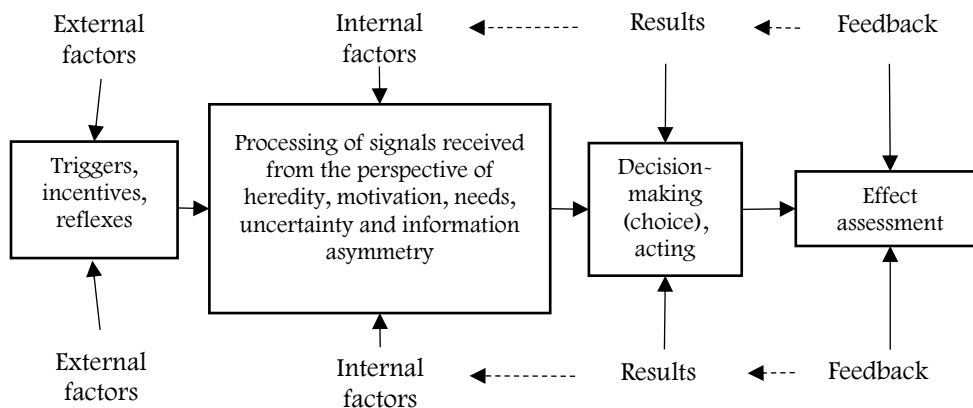 External
factors
Internal
factors
Results
Feedback
Triggers,
incentives,
reflexes
Processing of signals received
from the perspective of
heredity, motivation, needs,
uncertainty and information
asymmetry
Decision-
making
(choice),
acting
Effect
assessment
External
factors
Internal
factors
Results
Feedback